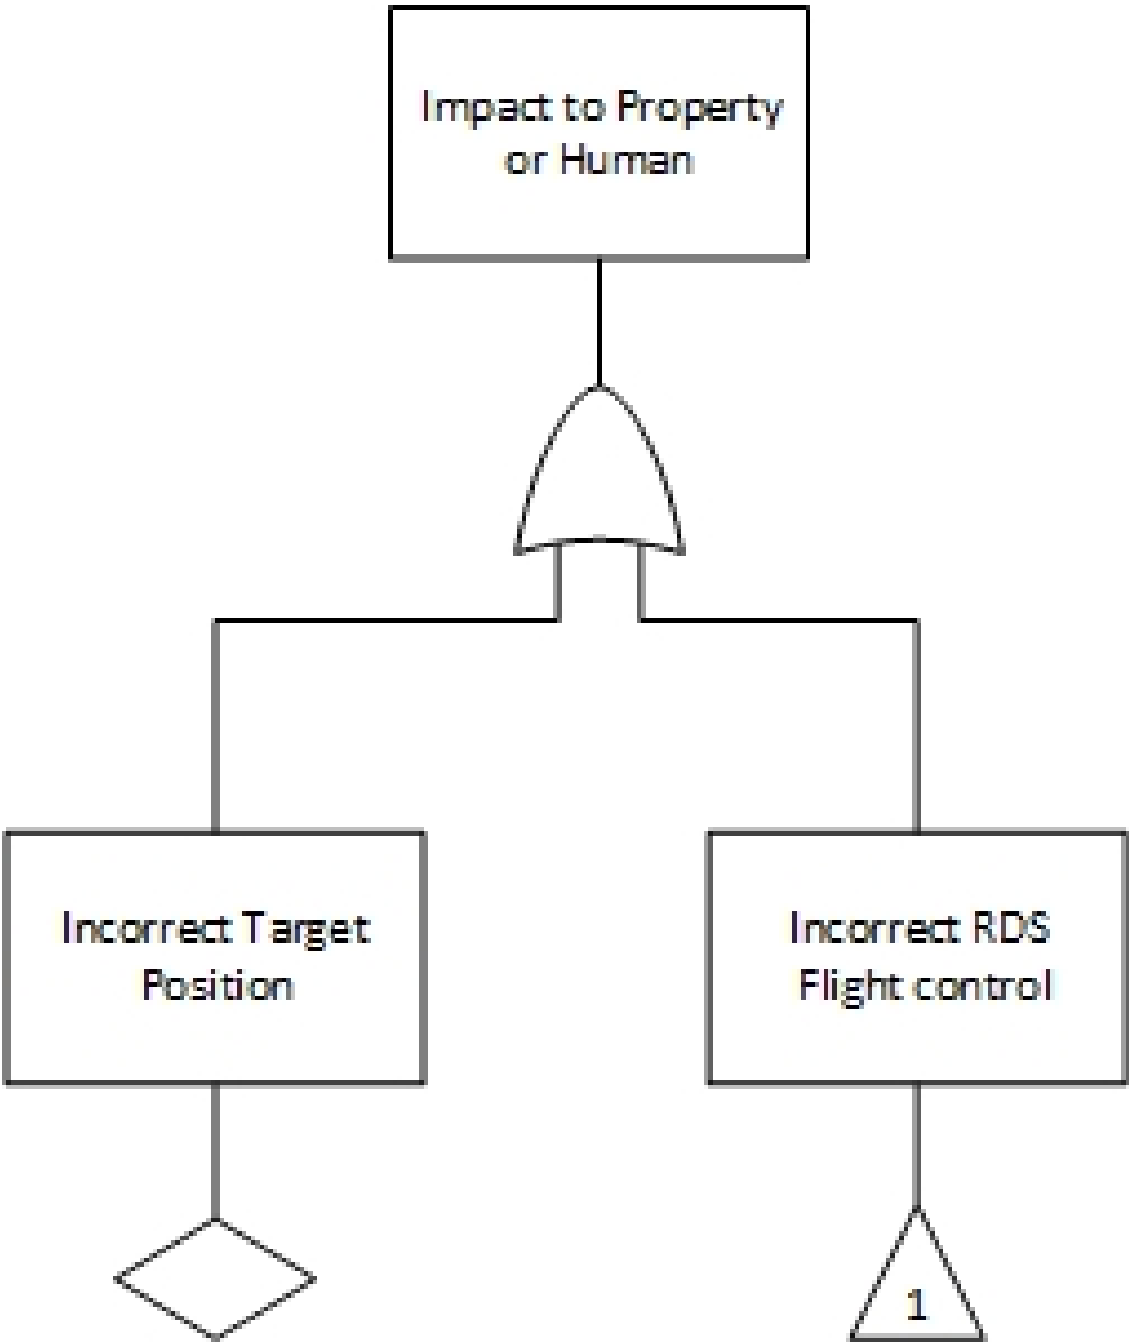 Impact to Property
or Human
Incorrect Target
Position
Incorrect RDS
Flight control
1